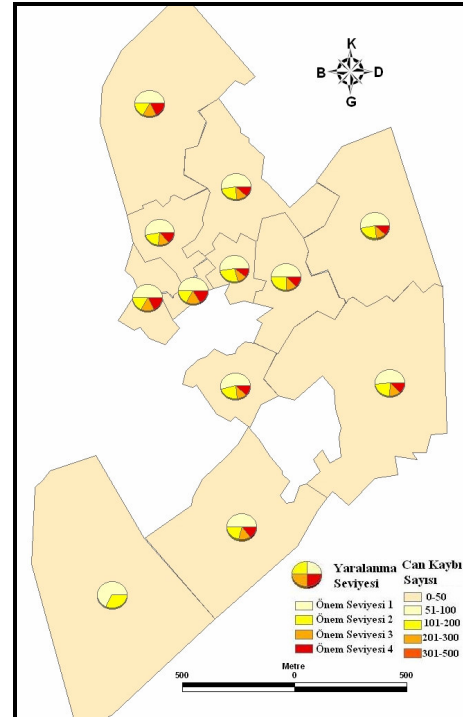 K
B D
G
Yaralanma Seviyesi
Önem Seviyesi 1
Önem Seviyesi 2
Önem Seviyesi 3
Önem Seviyesi 4
Can Kaybı Sayısı
0-50
51-100
101-200
201-300
301-500
Metre
500 0 500